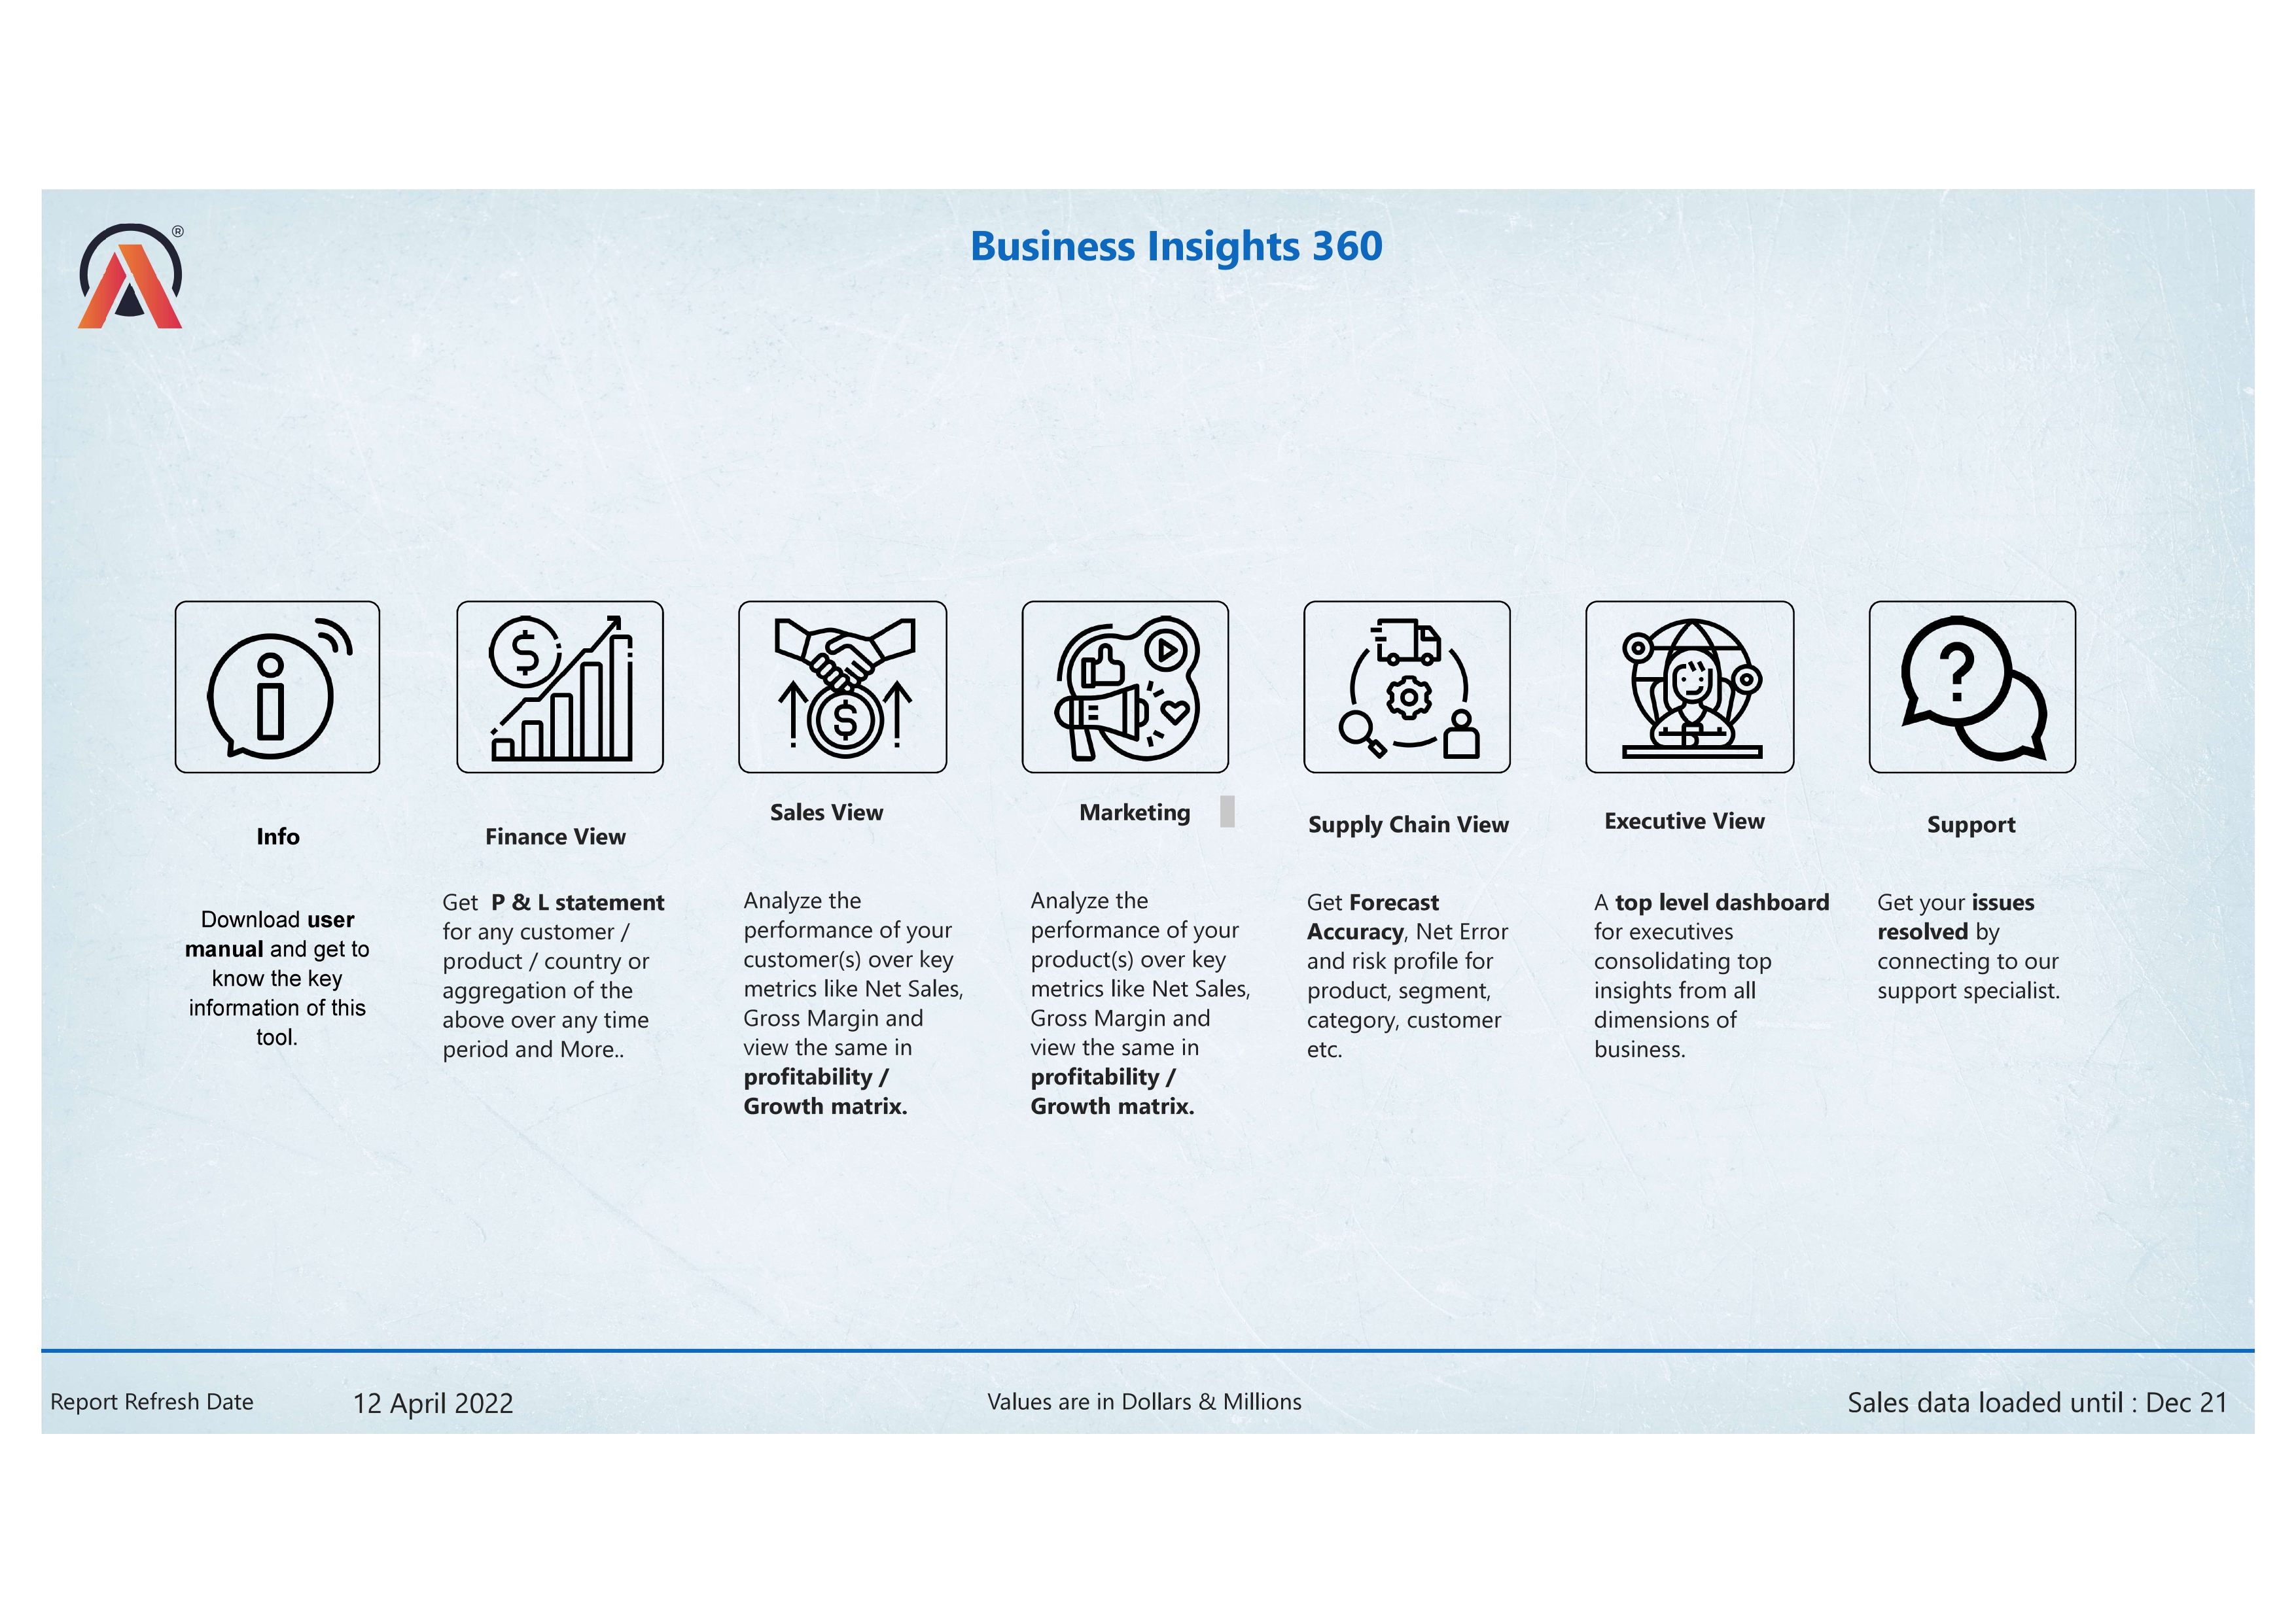 ®
Business Insights 360
Info
Download user
manual and get to
know the key
information of this
tool.
Finance View
Get  P & L statement
for any customer /
product / country or
aggregation of the
above over any time
period and More..
Sales View
Analyze the
performance of your
customer(s) over key
metrics like Net Sales,
Gross Margin and
view the same in
profitability /
Growth matrix.
Marketing
Analyze the
performance of your
product(s) over key
metrics like Net Sales,
Gross Margin and
view the same in
profitability /
Growth matrix.
Supply Chain View
Get Forecast
Accuracy, Net Error
and risk profile for
product, segment,
category, customer
etc.
Executive View
A top level dashboard
for executives
consolidating top
insights from all
dimensions of
business.
Support
Get your issues
resolved by
connecting to our
support specialist.
Report Refresh Date
12 April 2022
Values are in Dollars & Millions
Sales data loaded until : Dec 21